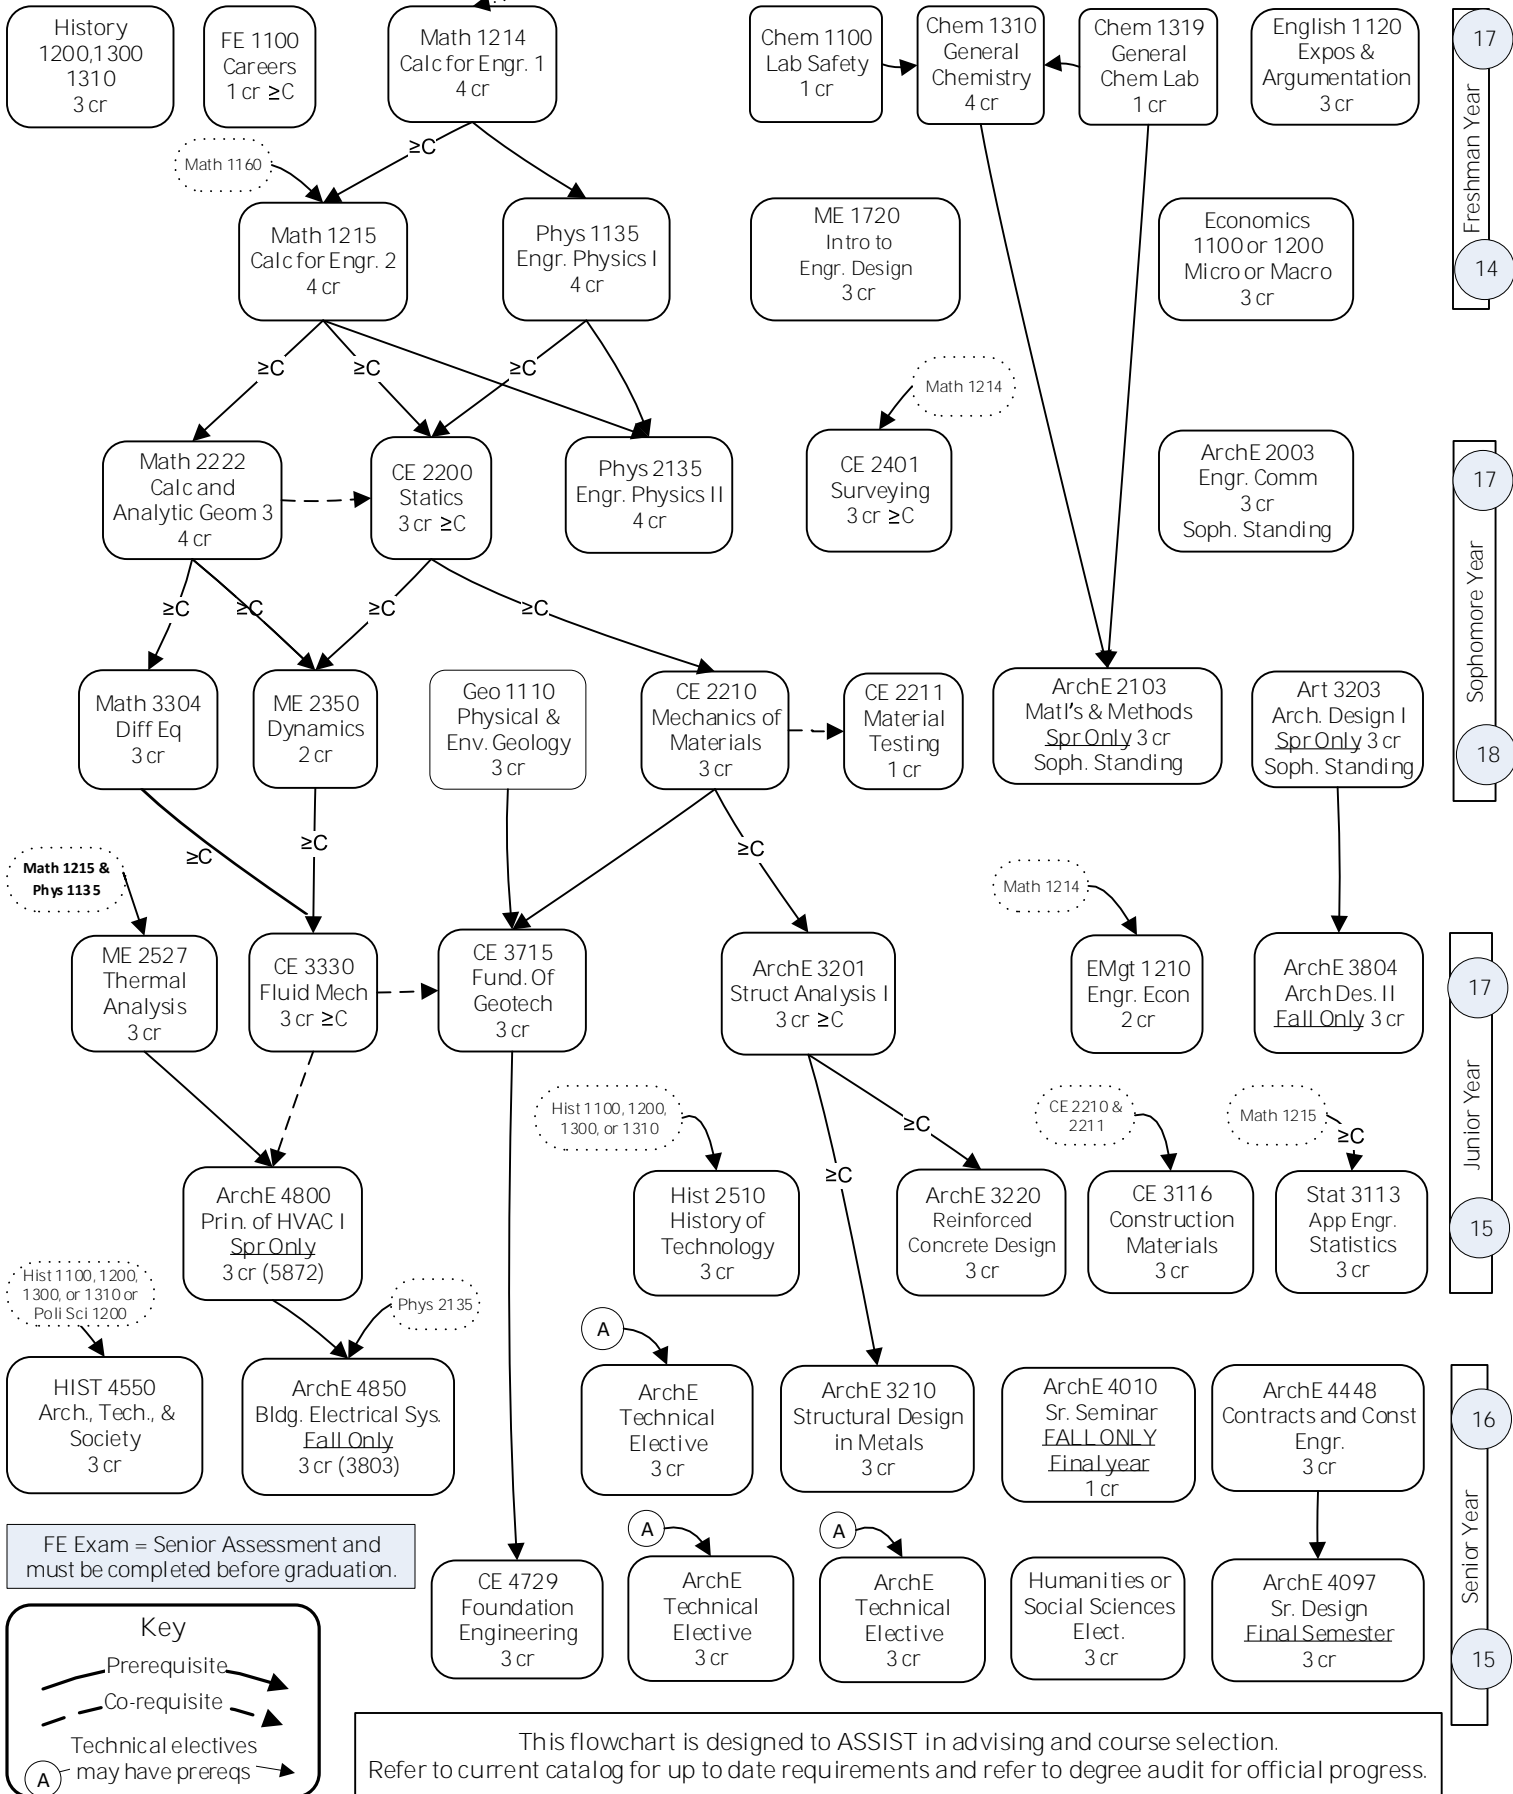 History
1200,1300
1310
3 cr
FE 1100
Careers
1 cr ≥C
Math 1214
Calc for Engr. 1
4 cr
Chem 1100
Lab Safety
1 cr
Chem 1310
General
Chemistry
4 cr
Chem 1319
General
Chem Lab
1 cr
English 1120
Expos &
Argumentation
3 cr
17
Freshman Year
≥C
Math 1160
Math 1215
Calc for Engr. 2
4 cr
Phys 1135
Engr. Physics I
4 cr
ME 1720
Intro to
Engr. Design
3 cr
Economics
1100 or 1200
Micro or Macro
3 cr
14
≥C
≥C
≥C
Math 1214
Math 2222
Calc and
Analytic Geom 3
4 cr
CE 2200
Statics
3 cr ≥C
Phys 2135
Engr. Physics II
4 cr
CE 2401
Surveying
3 cr ≥C
ArchE 2003
Engr. Comm
3 cr
Soph. Standing
17
Sophomore Year
≥C
≥C
≥C
≥C
Math 3304
Diff Eq
3 cr
ME 2350
Dynamics
2 cr
Geo 1110
Physical &
Env. Geology
3 cr
CE 2210
Mechanics of
Materials
3 cr
CE 2211
Material
Testing
1 cr
ArchE 2103
Matl's & Methods
Spr Only 3 cr
Soph. Standing
Art 3203
Arch. Design I
Spr Only 3 cr
Soph. Standing
18
≥C
≥C
≥C
Math 1215 &
Phys 1135
Math 1214
ME 2527
Thermal
Analysis
3 cr
CE 3330
Fluid Mech
3 cr ≥C
CE 3715
Fund. Of
Geotech
3 cr
ArchE 3201
Struct Analysis I
3 cr ≥C
EMgt 1210
Engr. Econ
2 cr
ArchE 3804
Arch Des. II
Fall Only 3 cr
17
Junior Year
Hist 1100, 1200,
1300, or 1310
≥C
≥C
CE 2210 &
2211
Math 1215
≥C
ArchE 4800
Prin. of HVAC I
Spr Only
3 cr (5872)
Hist 2510
History of
Technology
3 cr
ArchE 3220
Reinforced
Concrete Design
3 cr
CE 3116
Construction
Materials
3 cr
Stat 3113
App Engr.
Statistics
3 cr
15
Hist 1100, 1200,
1300, or 1310 or
Poli Sci 1200
Phys 2135
A
HIST 4550
Arch., Tech., &
Society
3 cr
ArchE 4850
Bldg. Electrical Sys.
Fall Only
3 cr (3803)
ArchE
Technical
Elective
3 cr
ArchE 3210
Structural Design
in Metals
3 cr
ArchE 4010
Sr. Seminar
FALL ONLY
Final year
1 cr
ArchE 4448
Contracts and Const
Engr.
3 cr
16
Senior Year
FE Exam = Senior Assessment and
must be completed before graduation.
A
A
CE 4729
Foundation
Engineering
3 cr
ArchE
Technical
Elective
3 cr
ArchE
Technical
Elective
3 cr
Humanities or
Social Sciences
Elect.
3 cr
ArchE 4097
Sr. Design
Final Semester
3 cr
15
Key
Prerequisite
Co-requisite
Technical electives
may have prereqs
A
This flowchart is designed to ASSIST in advising and course selection.
Refer to current catalog for up to date requirements and refer to degree audit for official progress.